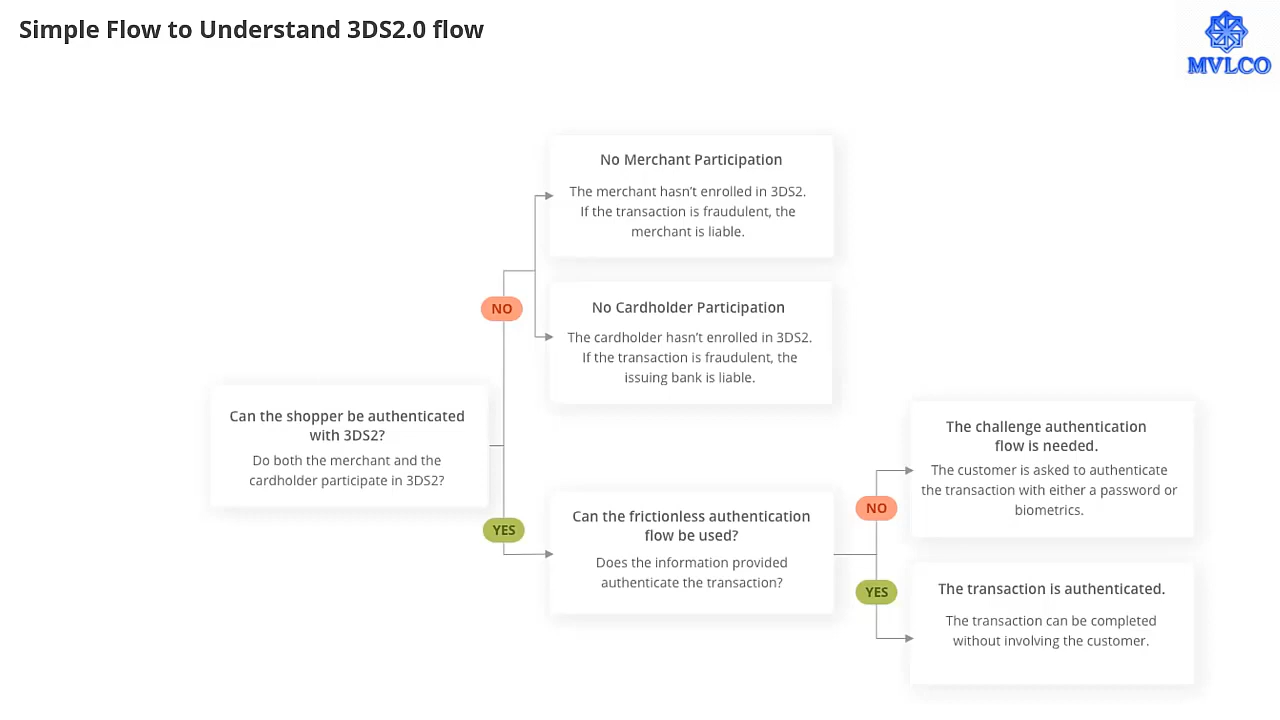 Simple Flow to Understand 3DS2.0 flow
MVLCO
No Merchant Participation
The merchant hasn’t enrolled in 3DS2.
If the transaction is fraudulent, the
merchant is liable.
NO
No Cardholder Participation
The cardholder hasn’t enrolled in 3DS2.
If the transaction is fraudulent, the
issuing bank is liable.
Can the shopper be authenticated
with 3DS2?
Do both the merchant and the
cardholder participate in 3DS2?
YES
Can the frictionless authentication
flow be used?
Does the information provided
authenticate the transaction?
NO
The challenge authentication
flow is needed.
The customer is asked to authenticate
the transaction with either a password or
biometrics.
YES
The transaction is authenticated.
The transaction can be completed
without involving the customer.